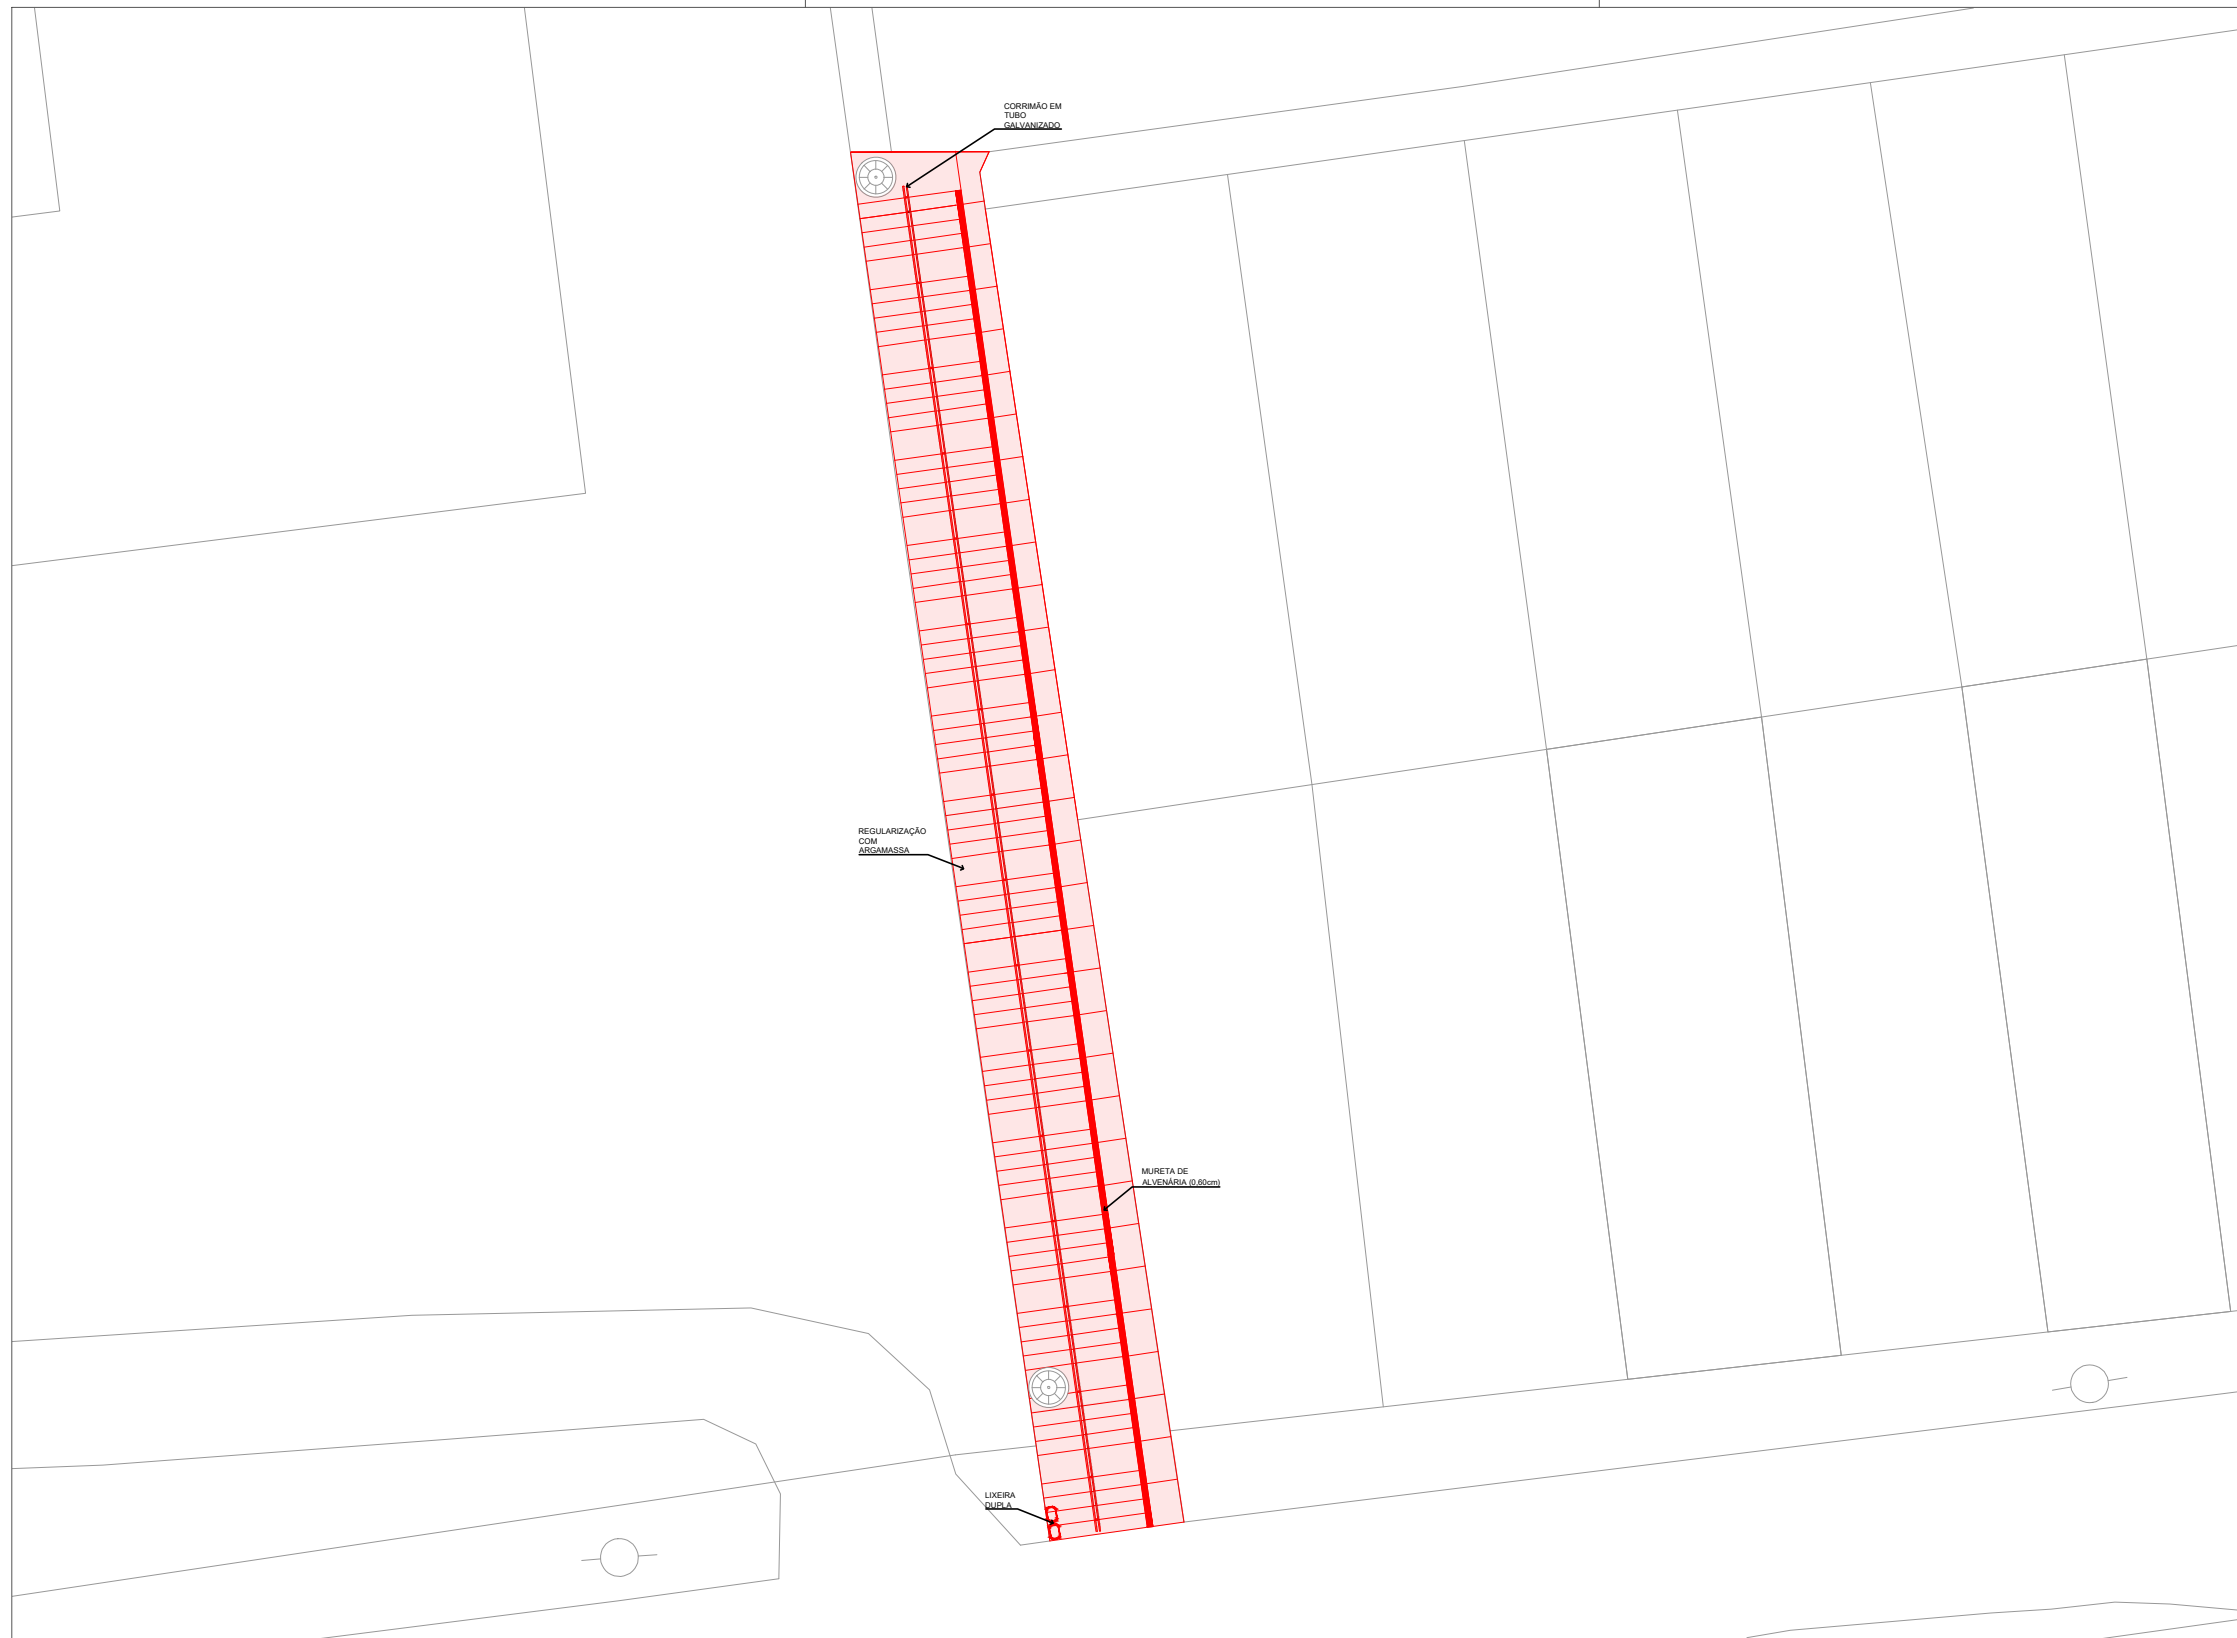 CORRIMÃO EM
TUBO
GALVANIZADO
REGULARIZAÇÃO
COM
ARGAMASSA
MURETA DE
ALVENÁRIA (0,60cm)
LIXEIRA
DUPLA